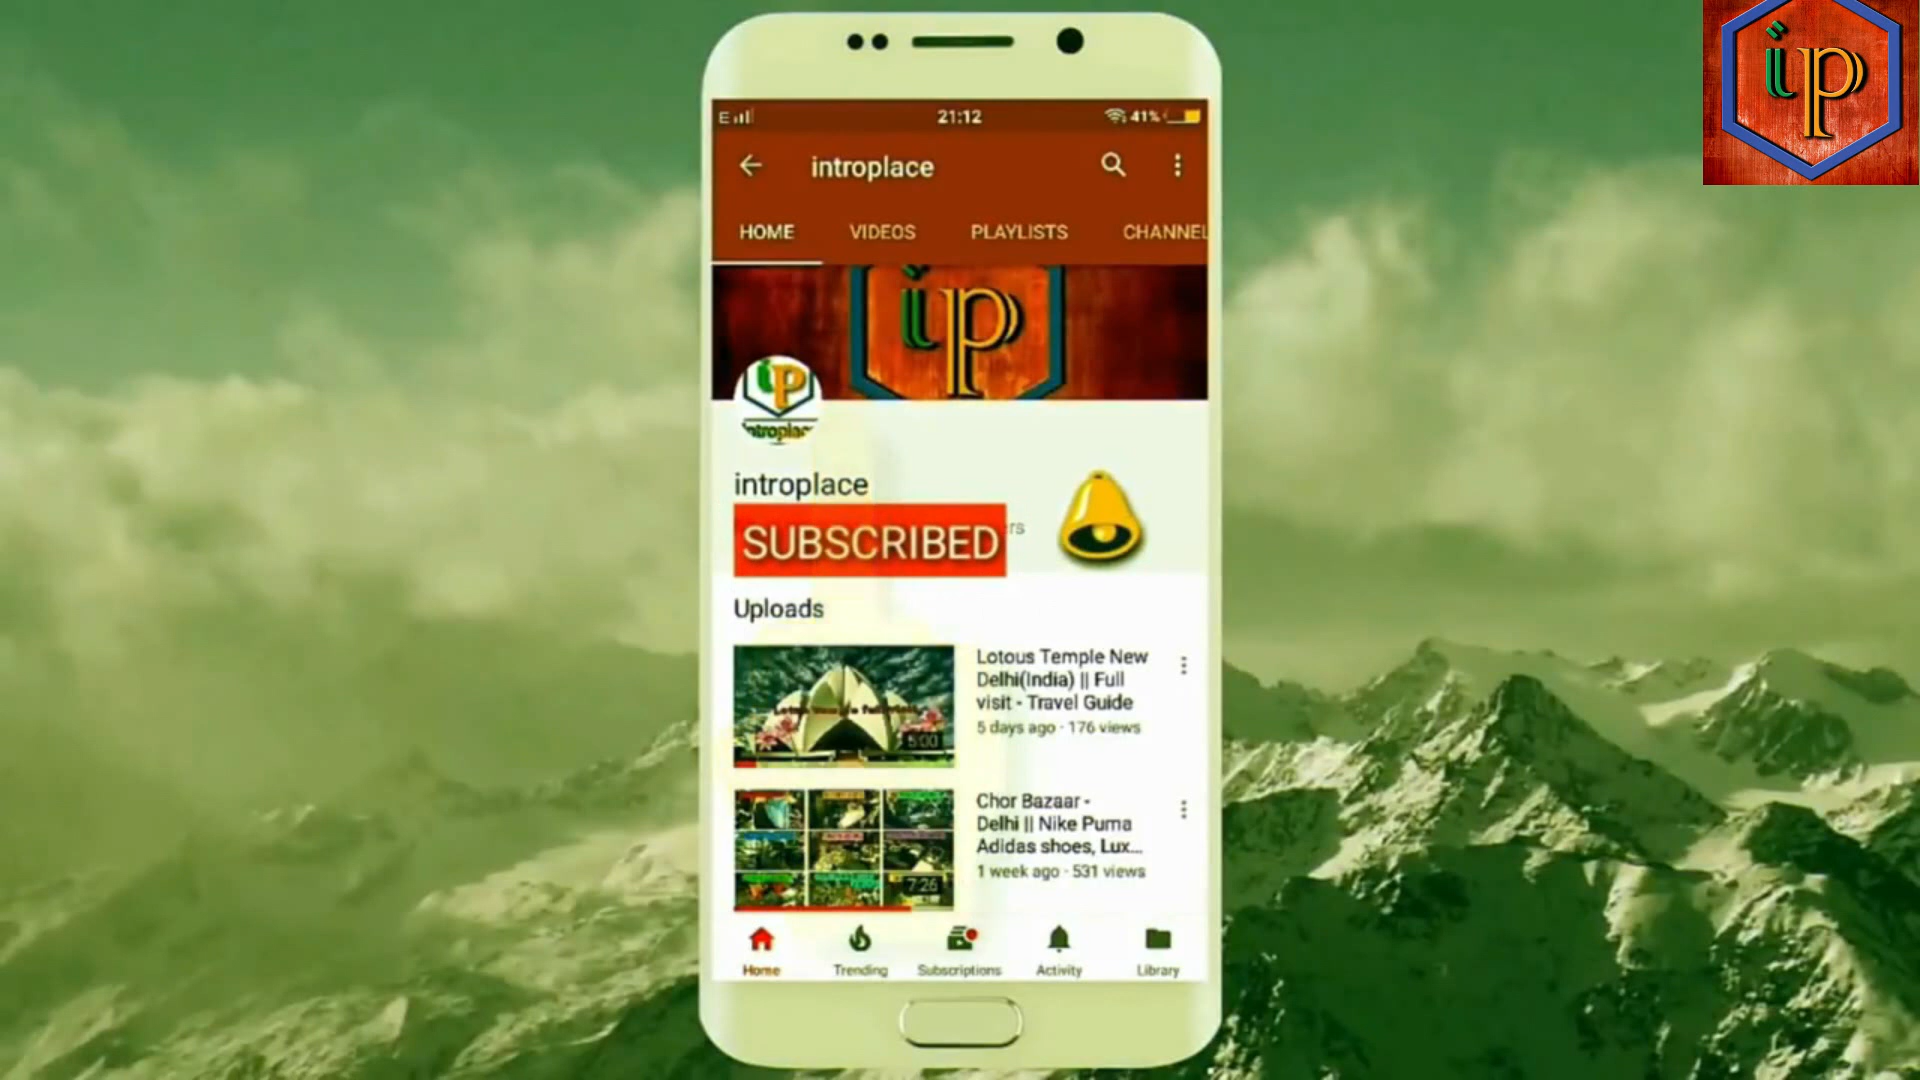 ip
E
21:12
41%
introplace
HOME VIDEOS PLAYLISTS CHANNEL
ip
ip
introplace
SUBSCRIBED
rs
Uploads
Lotous Temple New
Delhi(India) || Full
visit - Travel Guide
5 days ago · 176 views
5:00
Chor Bazaar -
Delhi || Nike Puma
Adidas shoes, Lux...
1 week ago · 531 views
7:26
Home Trending Subscriptions Activity Library